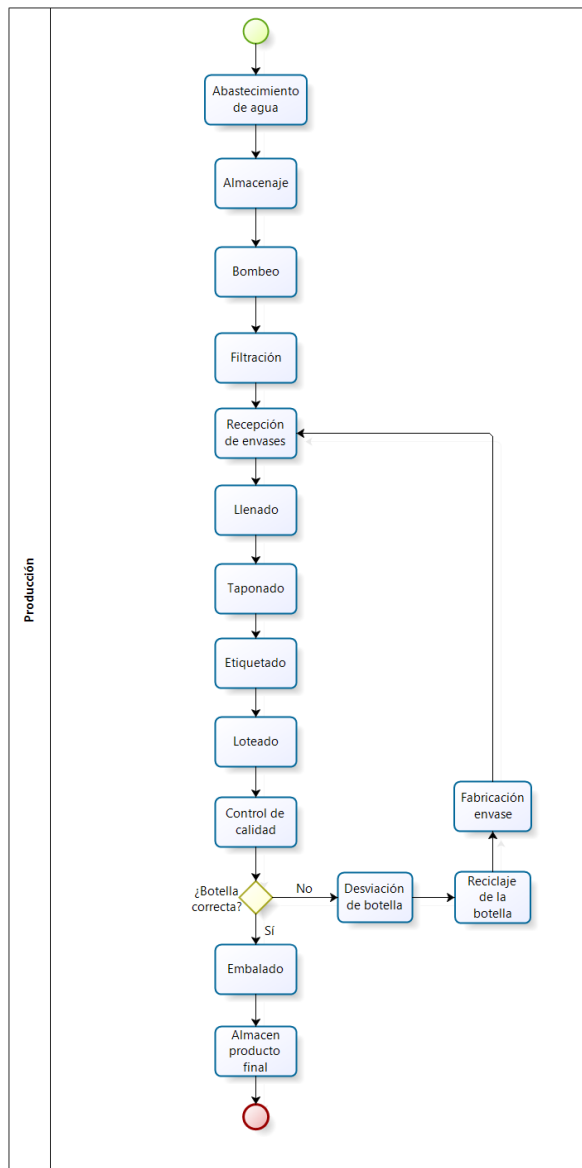 Producción
Abastecimiento
de agua
Almacenaje
Bombeo
Filtración
Recepción
de envases
Llenado
Taponado
Etiquetado
Loteado
Control de
calidad
¿Botella
correcta?
No
Desviación
de botella
Reciclaje
de la
botella
Fabricación
envase
Sí
Embalado
Almacen
producto
final